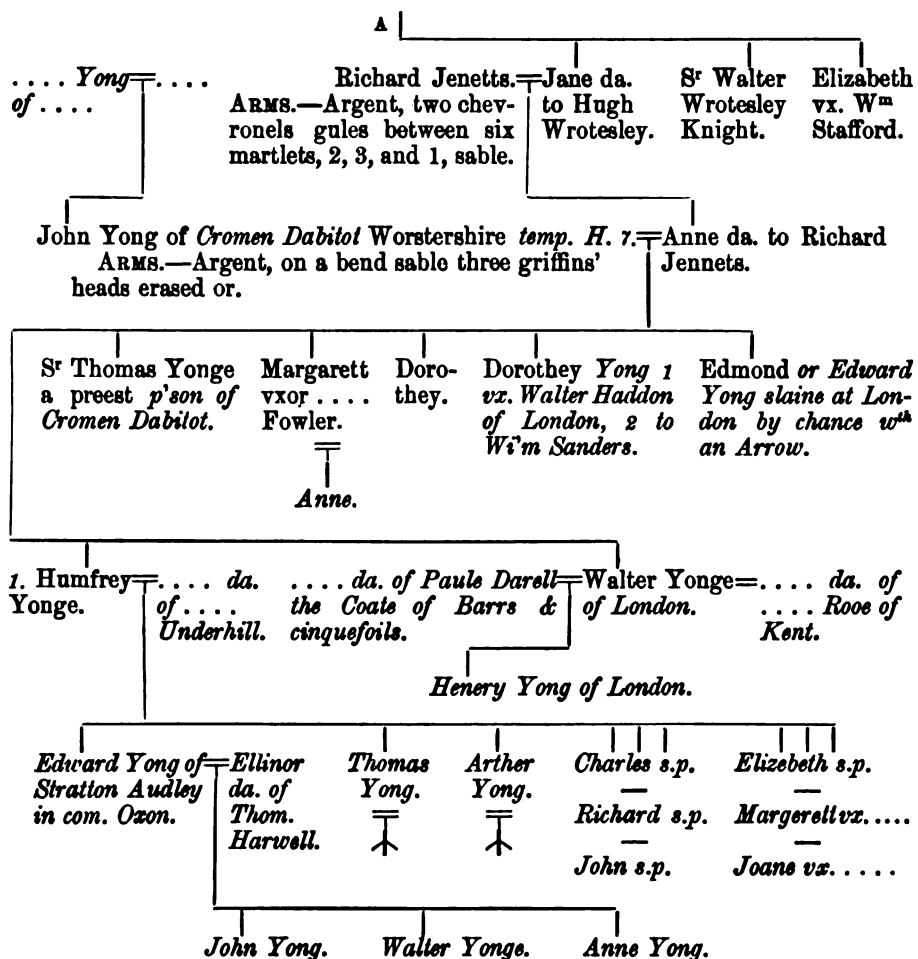 A
. . . . Yong=. . . .
of . . . .
Richard Jenetts.=Jane da.
to Hugh
Wrotesley.
ARMS.—Argent, two chev-
ronels gules between six
martlets, 2, 3, and 1, sable.
Sr Walter
Wrotesley
Knight.
Elizabeth
vx. Wm
Stafford.
John Yong of Cromen Dabitot Worstershire temp. H. 7.=Anne da. to Richard
Jennets.
ARMS.—Argent, on a bend sable three griffins'
heads erased or.
Sr Thomas Yonge
a preest p'son of
Cromen Dabitot.
Margarett
vxor . . . .
Fowler.
Anne.
Doro-
they.
Dorothey Yong 1
vx. Walter Haddon
of London, 2 to
Wi'm Sanders.
Edmond or Edward
Yong slaine at Lon-
don by chance wth
an Arrow.
1. Humfrey=. . . . da.
Yonge.
of . . . .
Underhill.
. . . . da. of Paule Darell=Walter Yonge=. . . . da. of
the Coate of Barrs &
cinquefoils.
of London.
. . . . Rooe of
Kent.
Henery Yong of London.
Edward Yong of=Ellinor
Stratton Audley
in com. Oxon.
da. of
Thom.
Harwell.
Thomas
Yong.
Arther
Yong.
Charles s.p.
Richard s.p.
John s.p.
Elizebeth s.p.
Margerett vx. . . . .
Joane vx. . . . .
John Yong.
Walter Yonge.
Anne Yong.